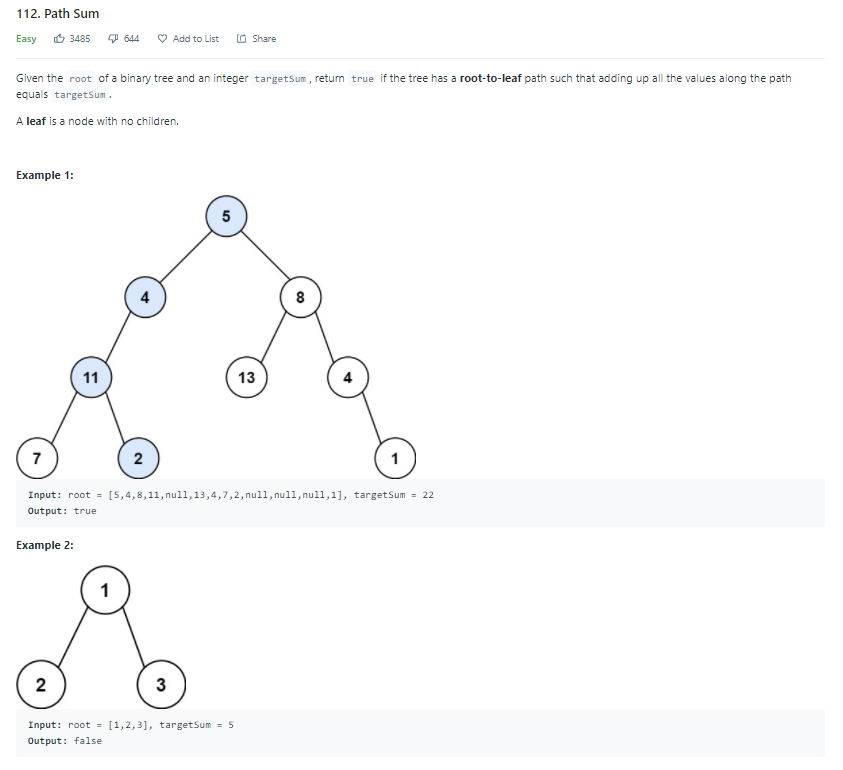 112. Path Sum
Easy 3485 644 Add to List Share
Given the root of a binary tree and an integer targetSum, return true if the tree has a root-to-leaf path such that adding up all the values along the path
equals targetSum.
A leaf is a node with no children.
Example 1:
5
4 8
11 13 4
7 2 1
Input: root = [5,4,8,11,null,13,4,7,2,null,null,null,1], targetSum = 22
Output: true
Example 2:
1
2 3
Input: root = [1,2,3], targetSum = 5
Output: false